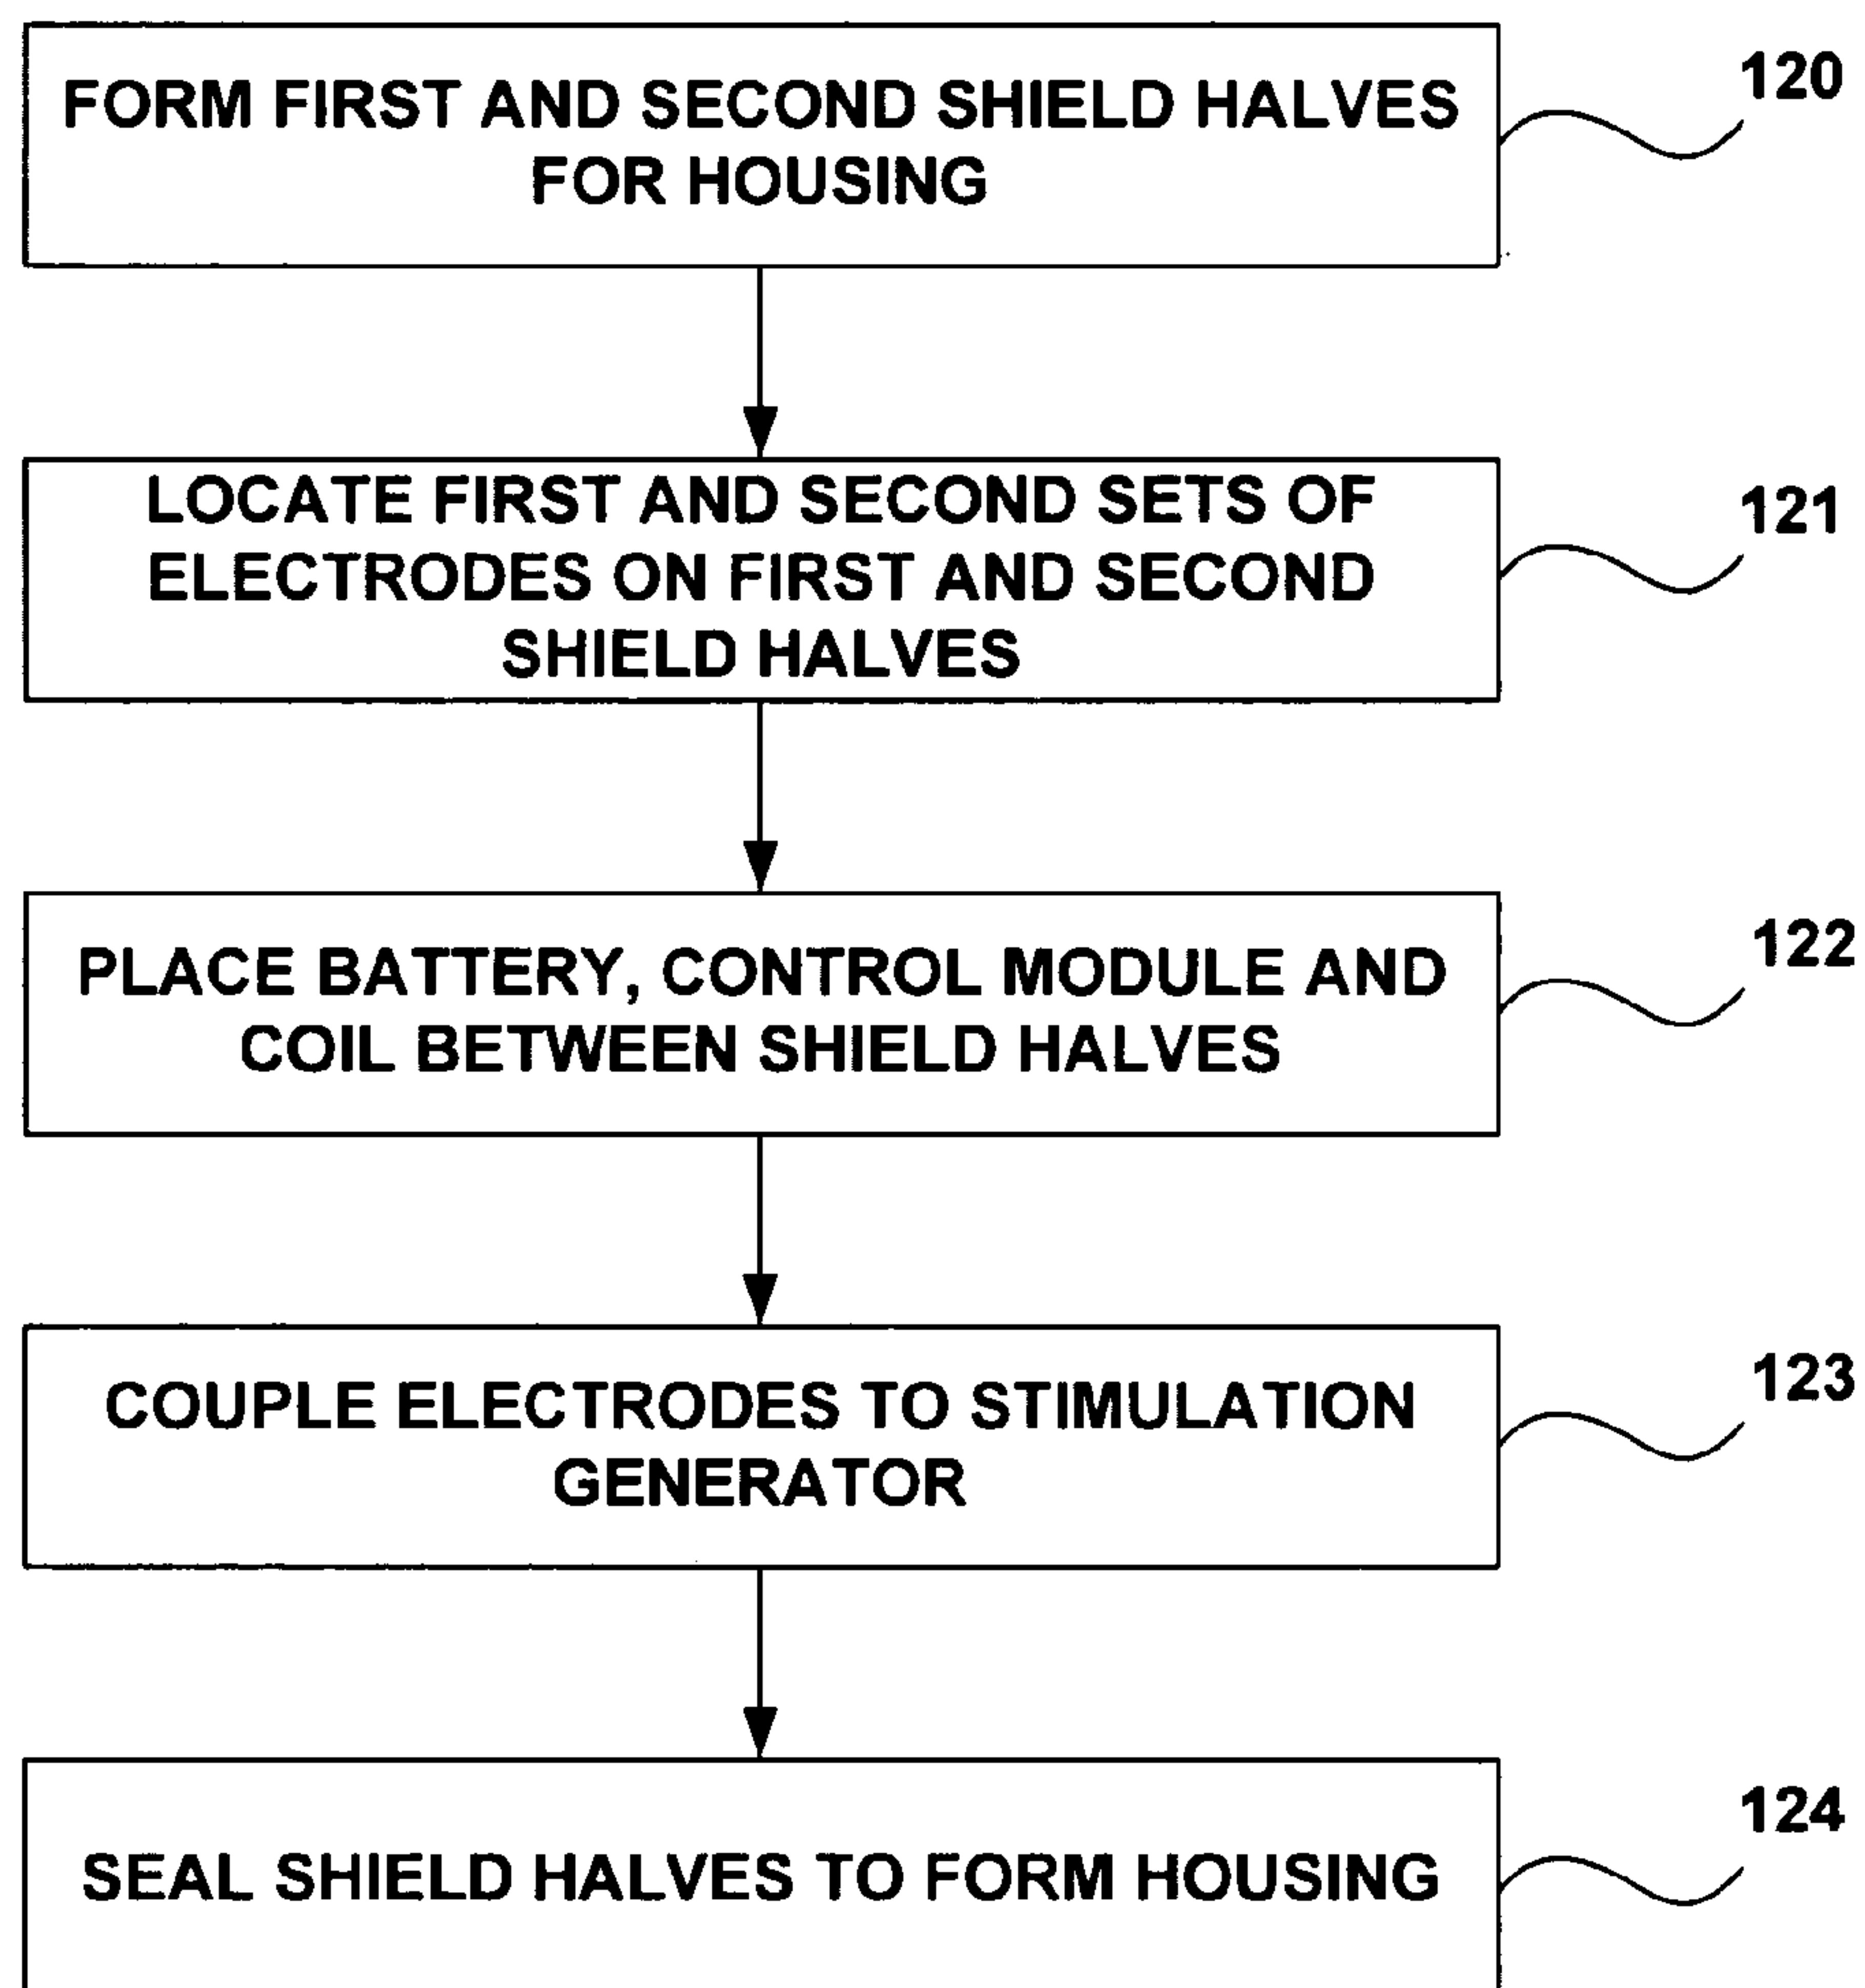 FORM FIRST AND SECOND SHIELD HALVES
FOR HOUSING
120
LOCATE FIRST AND SECOND SETS OF
ELECTRODES ON FIRST AND SECOND
SHIELD HALVES
121
PLACE BATTERY, CONTROL MODULE AND
COIL BETWEEN SHIELD HALVES
122
COUPLE ELECTRODES TO STIMULATION
GENERATOR
123
SEAL SHIELD HALVES TO FORM HOUSING
124